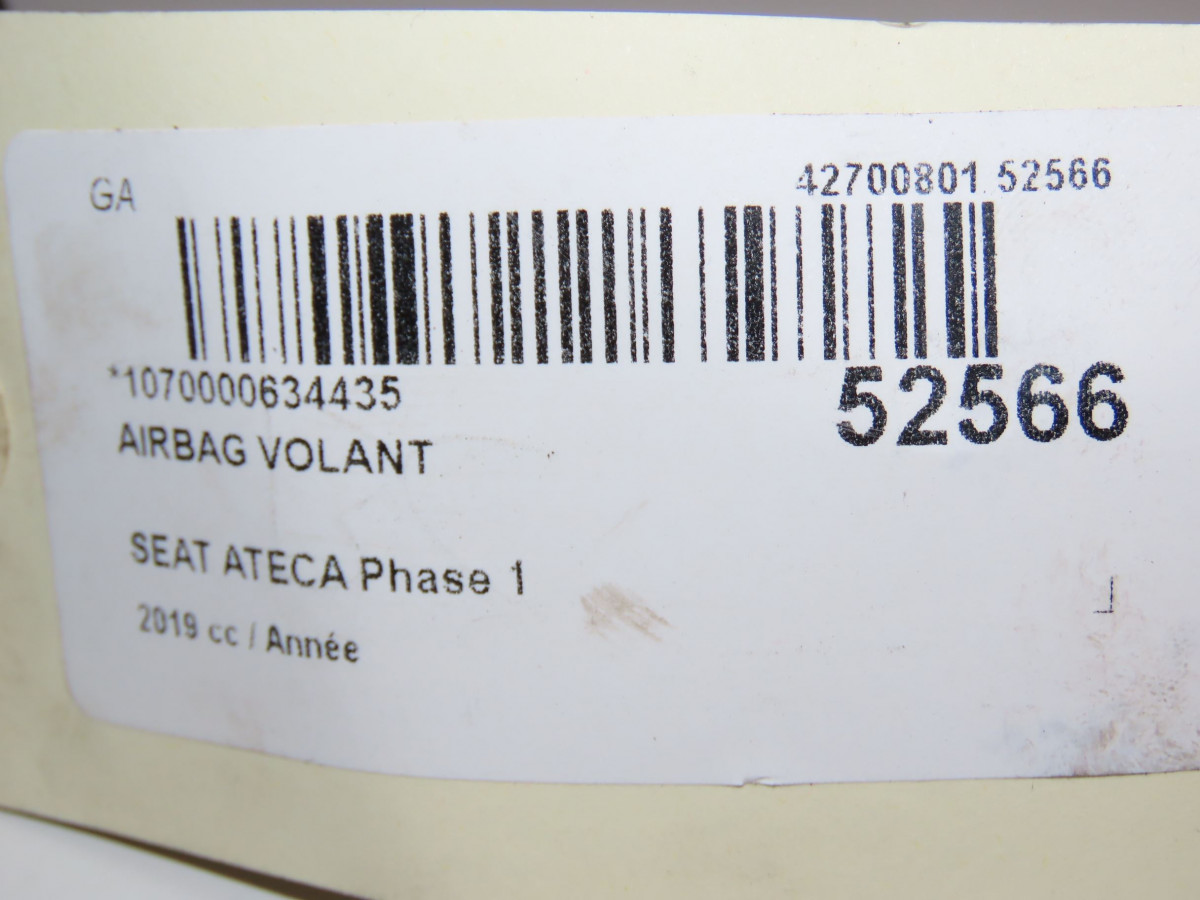 GA
42700801 52566
*1070000634435
52566
AIRBAG VOLANT
SEAT ATECA Phase 1
2019 cc / Année